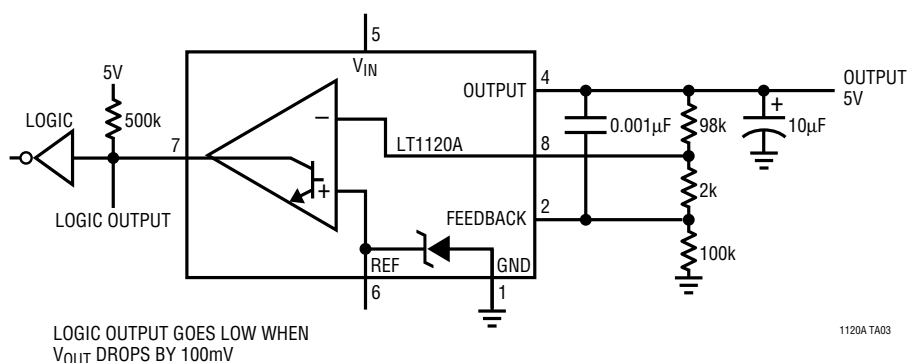 5
V_IN
5V
500k
LOGIC
7
LOGIC OUTPUT
−
+
LT1120A
OUTPUT
4
8
FEEDBACK
2
REF
6
GND
1
0.001µF
98k
2k
100k
+
10µF
OUTPUT
5V
LOGIC OUTPUT GOES LOW WHEN
V_OUT DROPS BY 100mV
1120A TA03